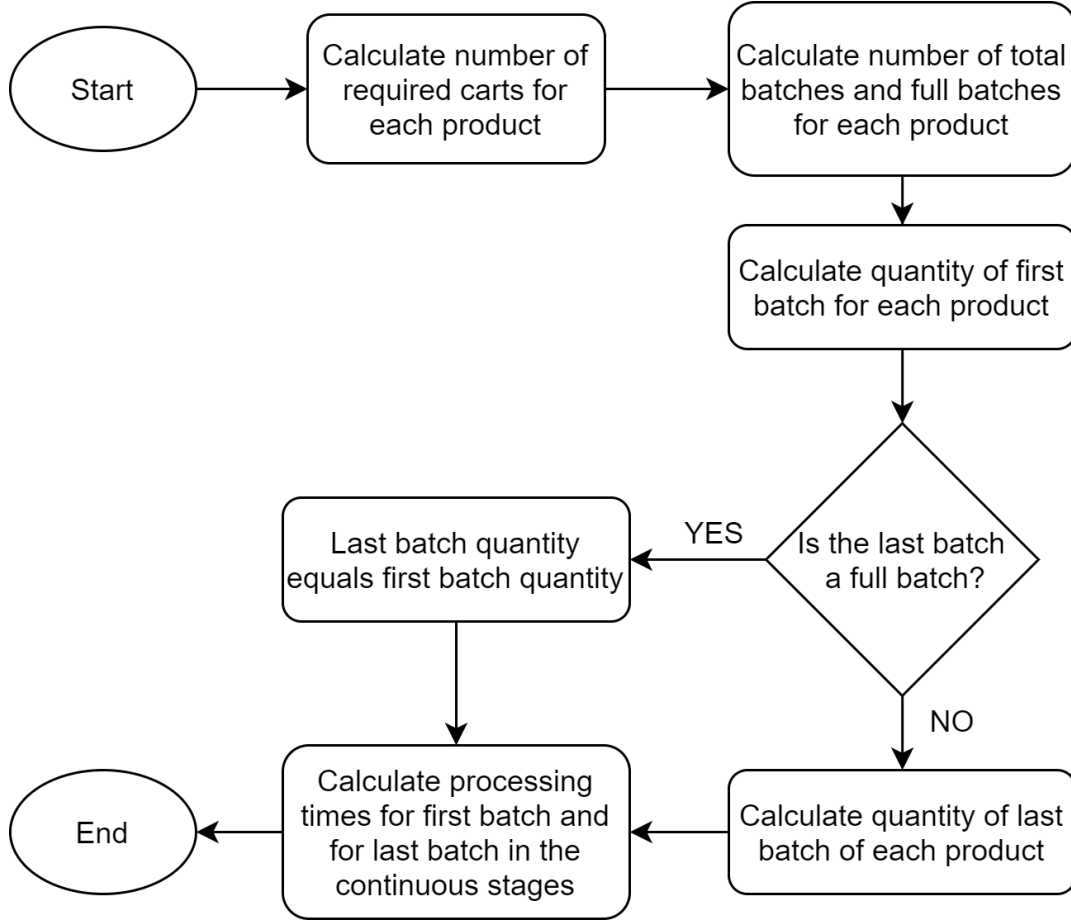 Start
Calculate number of
required carts for
each product
Calculate number of total
batches and full batches
for each product
Calculate quantity of first
batch for each product
Is the last batch
a full batch?
YES
Last batch quantity
equals first batch quantity
NO
Calculate quantity of last
batch of each product
Calculate processing
times for first batch and
for last batch in the
continuous stages
End